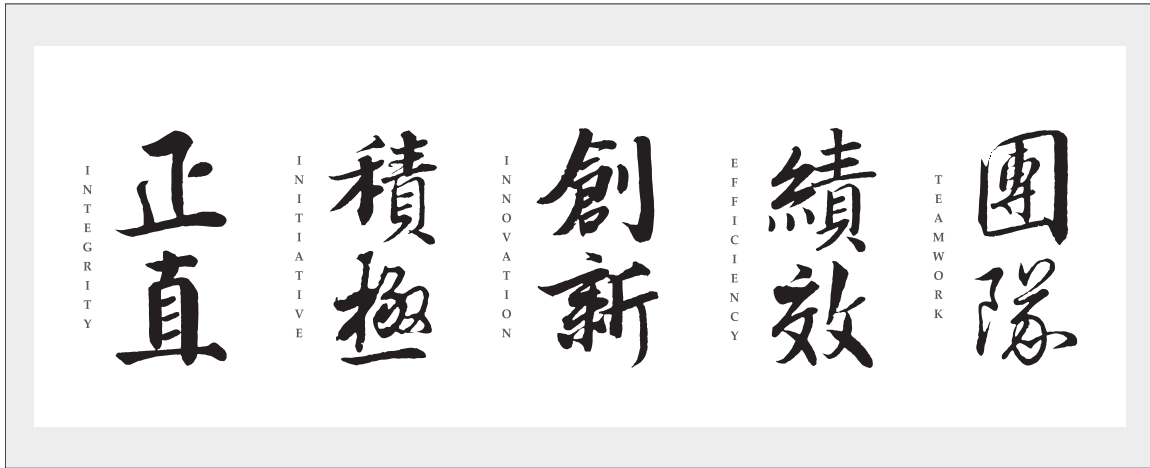 INTEGRITY
正直
INITIATIVE
積極
INNOVATION
創新
EFFICIENCY
績效
TEAMWORK
團隊